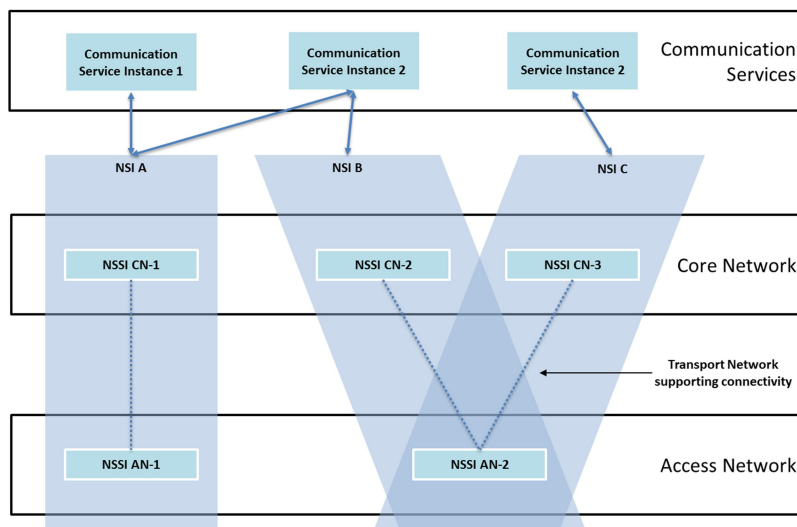 Communication
Service Instance 1
Communication
Service Instance 2
Communication
Service Instance 2
Communication
Services
NSI A
NSI B
NSI C
NSSI CN-1
NSSI CN-2
NSSI CN-3
Core Network
Transport Network
supporting connectivity
NSSI AN-1
NSSI AN-2
Access Network